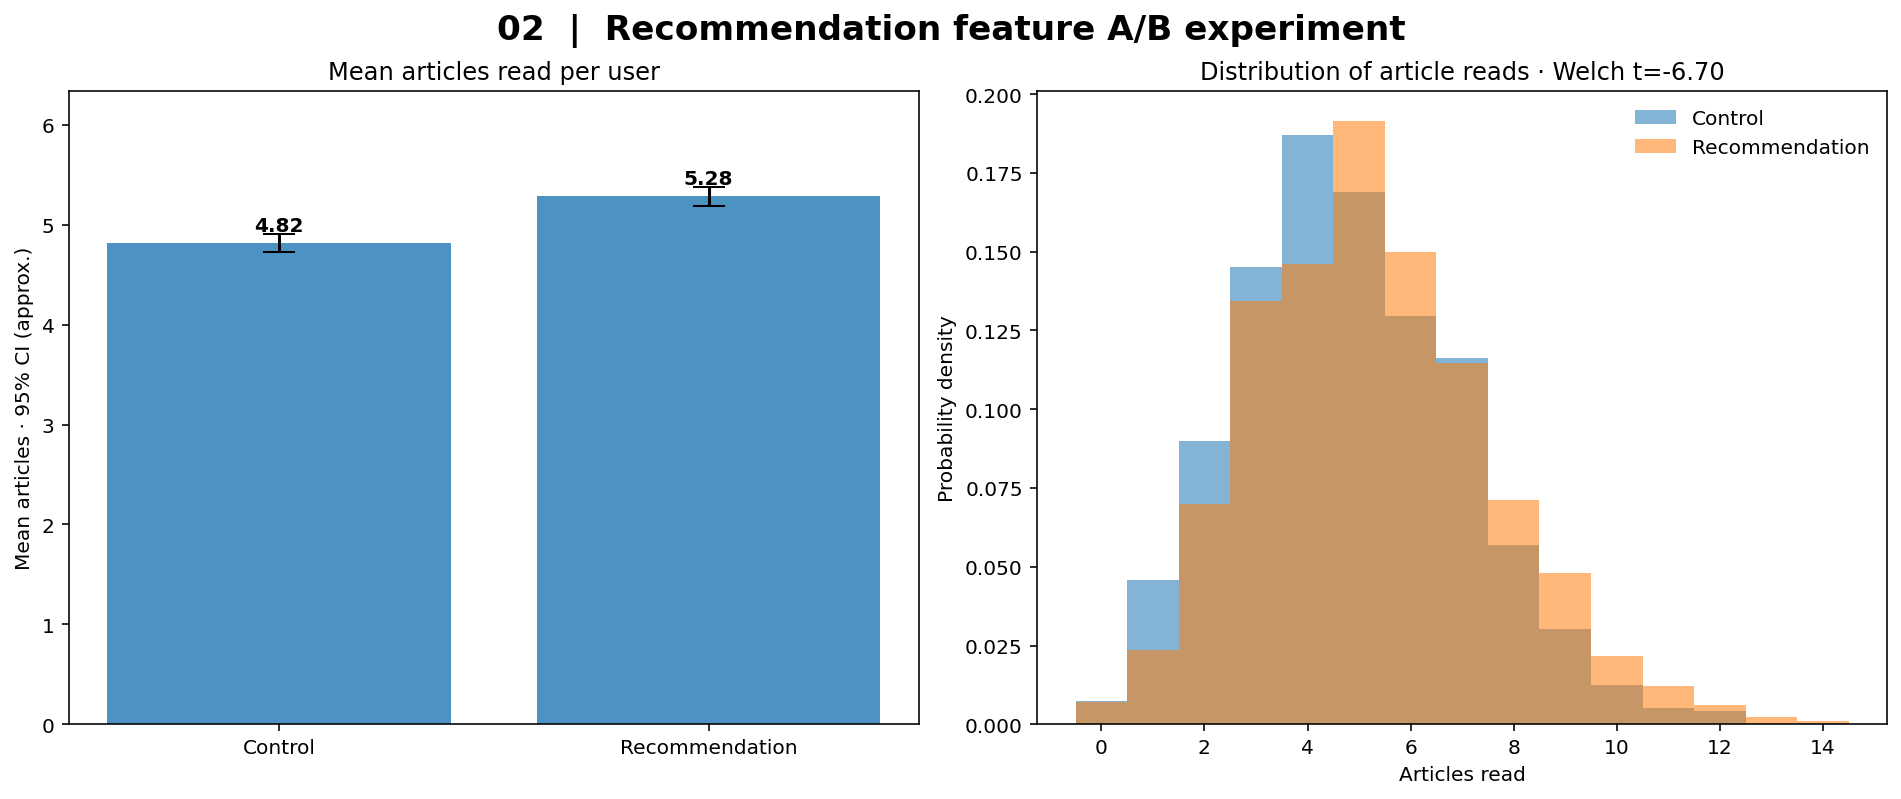 02 | Recommendation feature A/B experiment
Mean articles read per user
Mean articles · 95% CI (approx.)
6
5
4
3
2
1
0
4.82
5.28
Control
Recommendation
Distribution of article reads · Welch t=-6.70
Control
Recommendation
Probability density
0.200
0.175
0.150
0.125
0.100
0.075
0.050
0.025
0.000
0
2
4
6
8
10
12
14
Articles read